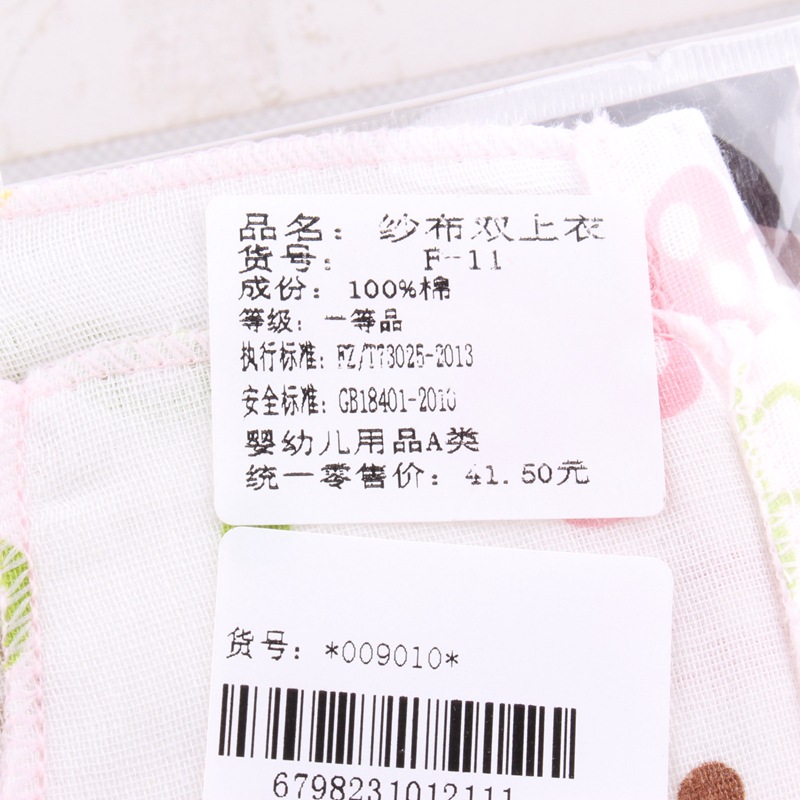 品名：纱布双上衣
货号：F-11
成份：100%棉
等级：一等品
执行标准：FZ/T73025-2013
安全标准：GB18401-2010
婴幼儿用品A类
统一零售价：41.50元
货号：*009010*
6798231012111